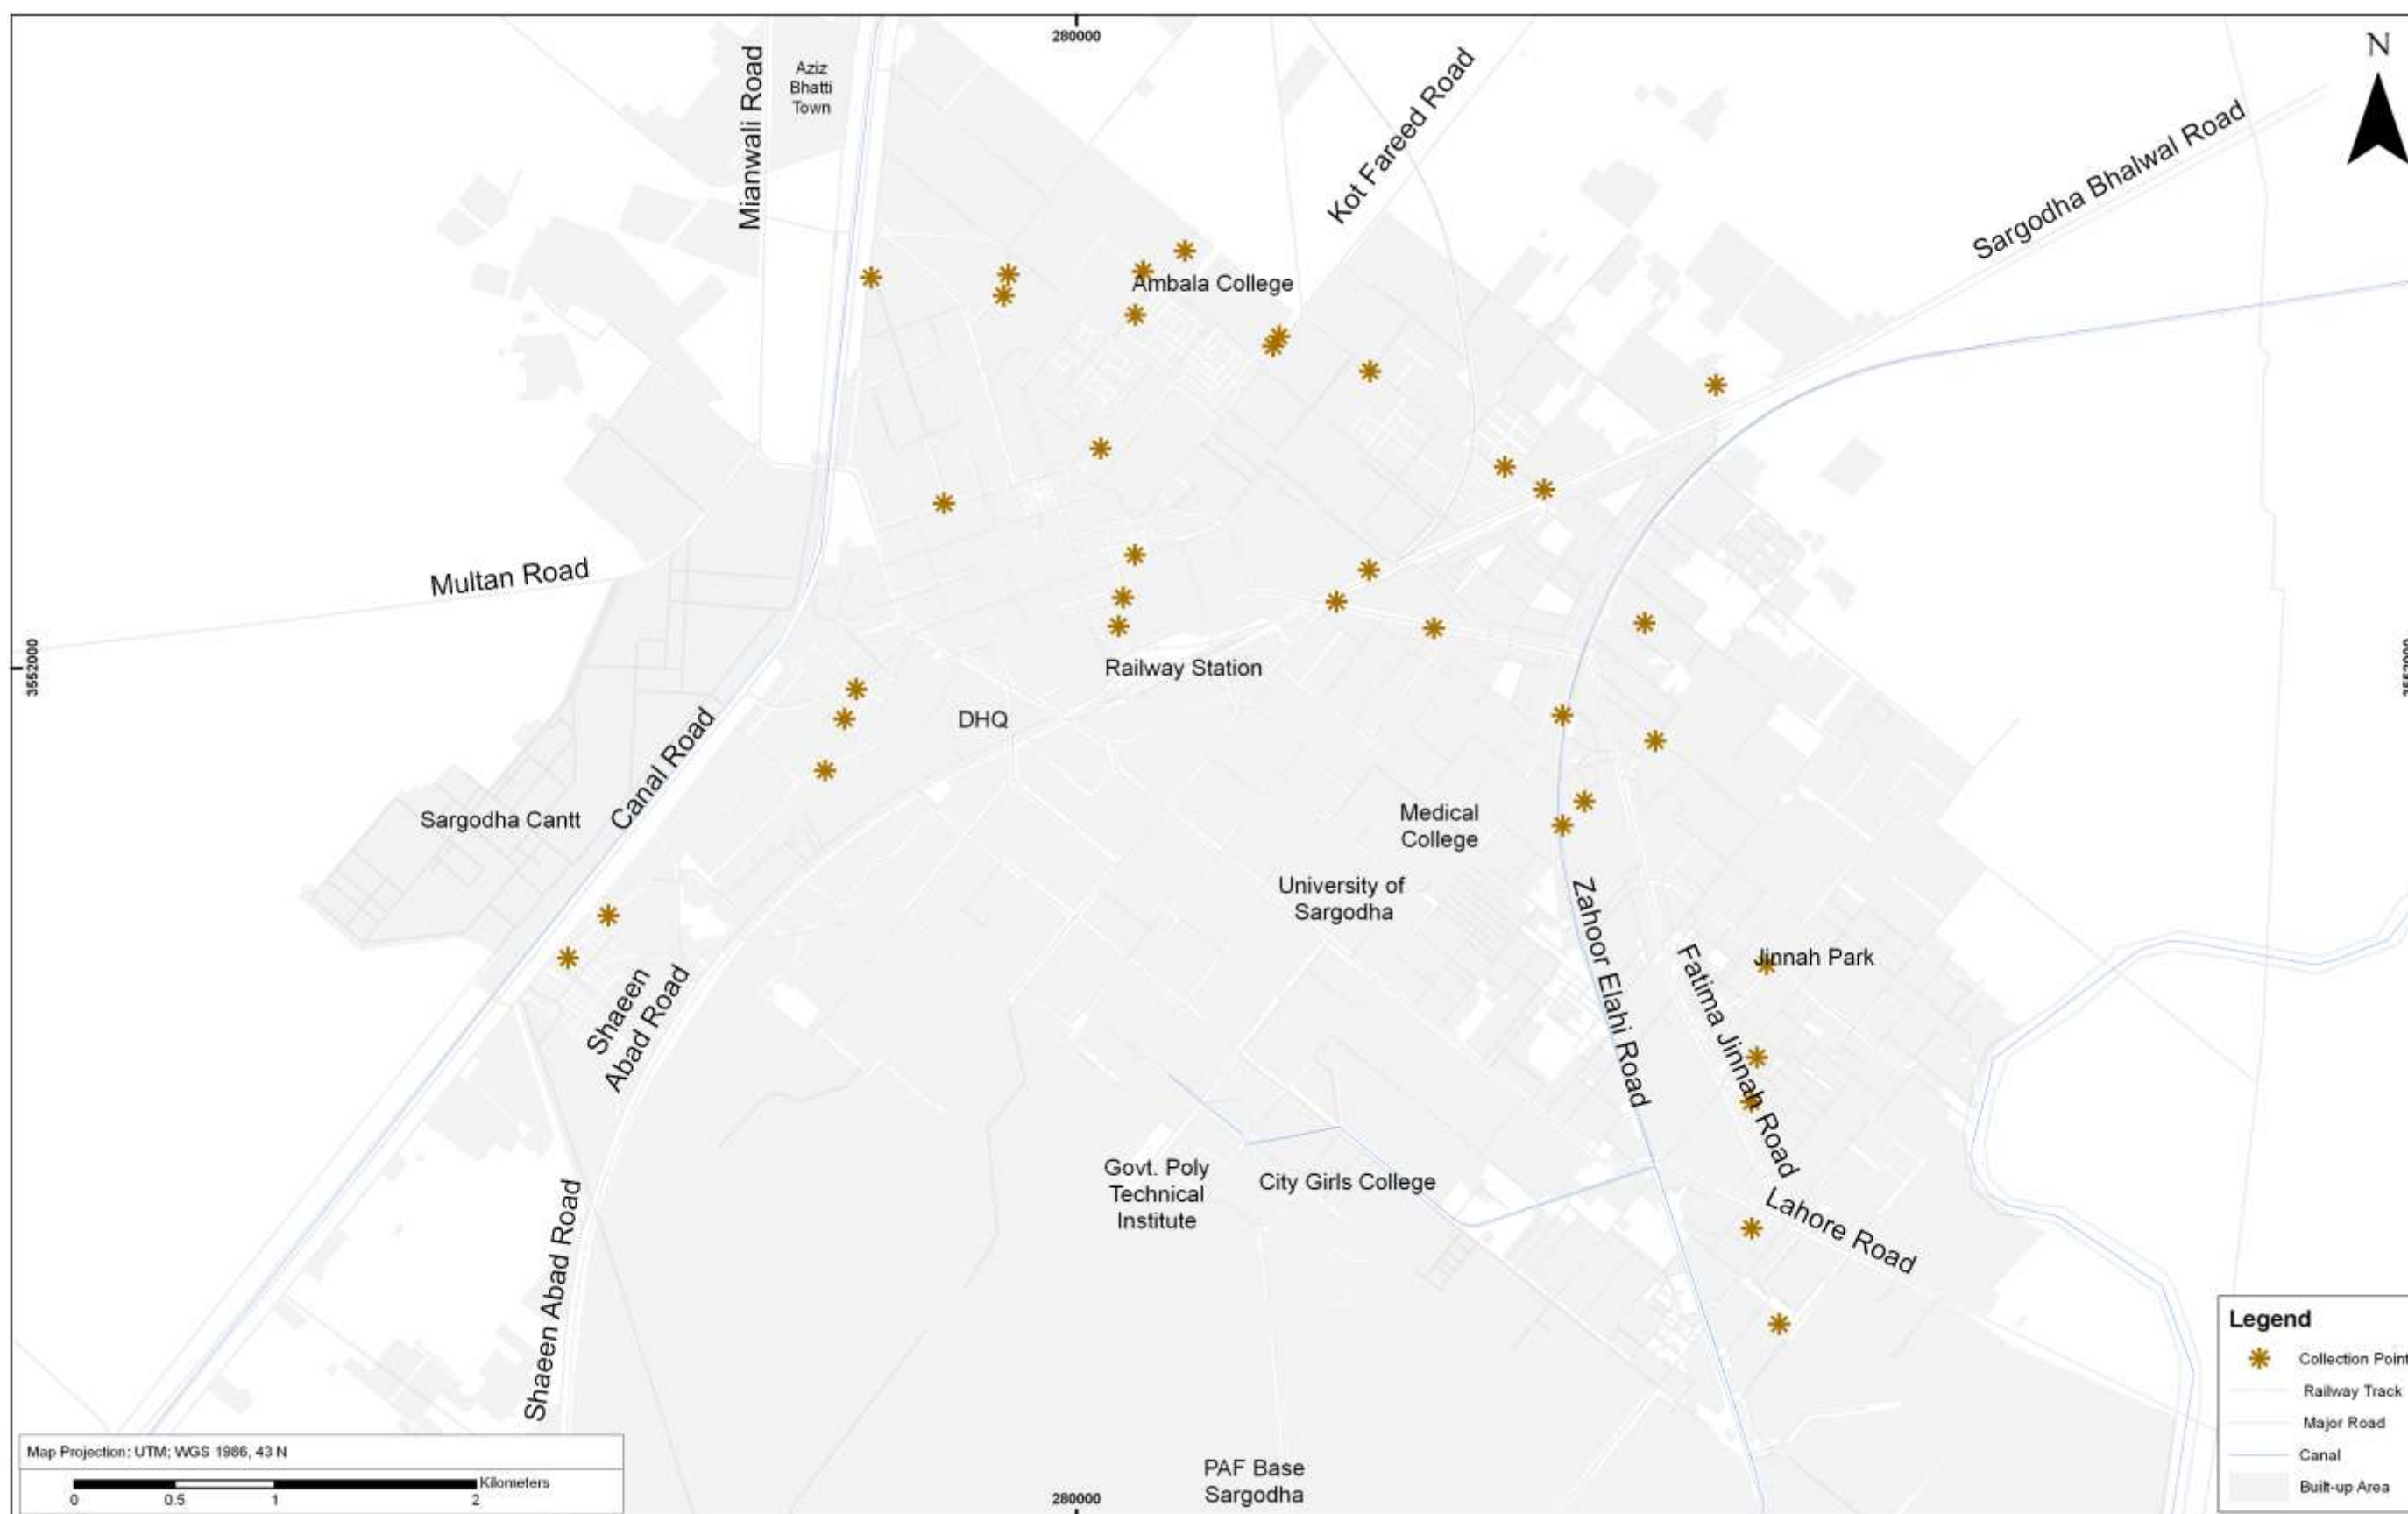 280000
N
Mianwali Road
Aziz
Bhatti
Town
Kot Fareed Road
Sargodha Bhalwal Road
Ambala College
Multan Road
3552000
Railway Station
DHQ
Canal Road
Sargodha Cantt
Medical
College
University of
Sargodha
Zahoor Elahi Road
Jinnah Park
Fatima Jinnah Road
Shaeen
Abad Road
Govt. Poly
Technical
Institute
City Girls College
Lahore Road
Shaeen Abad Road
PAF Base
Sargodha
280000
Map Projection: UTM; WGS 1986, 43 N
Kilometers
0 0.5 1 2
Legend
Collection Point
Railway Track
Major Road
Canal
Built-up Area